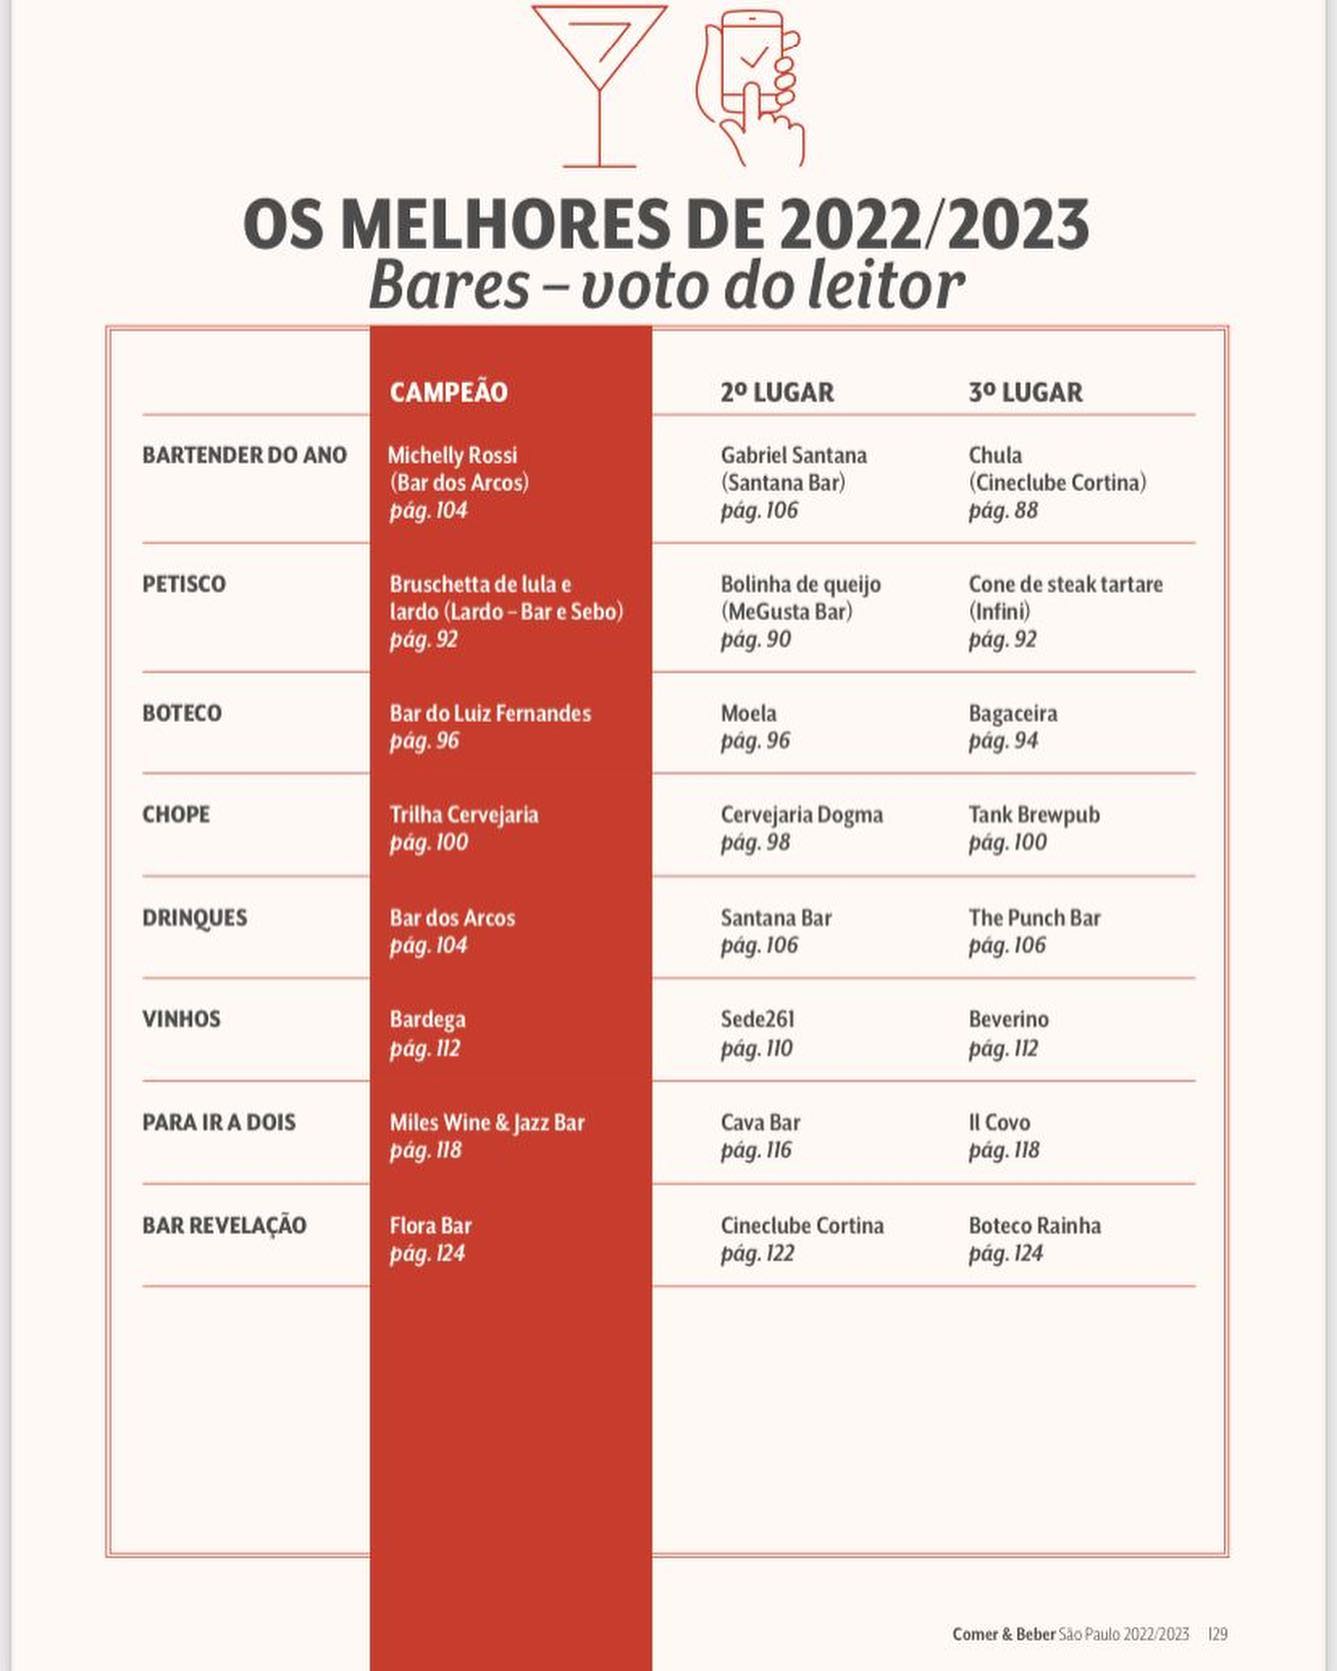 OS MELHORES DE 2022/2023
Bares – voto do leitor
CAMPEÃO 2º LUGAR 3º LUGAR
BARTENDER DO ANO Michelly Rossi Gabriel Santana Chula
(Bar dos Arcos) (Santana Bar) (Cineclube Cortina)
pág. 104 pág. 106 pág. 88
PETISCO Bruschetta de lula e Bolinha de queijo Cone de steak tartare
lardo (Lardo – Bar e Sebo) (MeGusta Bar) (Infini)
pág. 92 pág. 90 pág. 92
BOTECO Bar do Luiz Fernandes Moela Bagaceira
pág. 96 pág. 96 pág. 94
CHOPE Trilha Cervejaria Cervejaria Dogma Tank Brewpub
pág. 100 pág. 98 pág. 100
DRINQUES Bar dos Arcos Santana Bar The Punch Bar
pág. 104 pág. 106 pág. 106
VINHOS Bardega Sede261 Beverino
pág. 112 pág. 110 pág. 112
PARA IR A DOIS Miles Wine & Jazz Bar Cava Bar Il Covo
pág. 118 pág. 116 pág. 118
BAR REVELAÇÃO Flora Bar Cineclube Cortina Boteco Rainha
pág. 124 pág. 122 pág. 124
Comer & Beber São Paulo 2022/2023 129